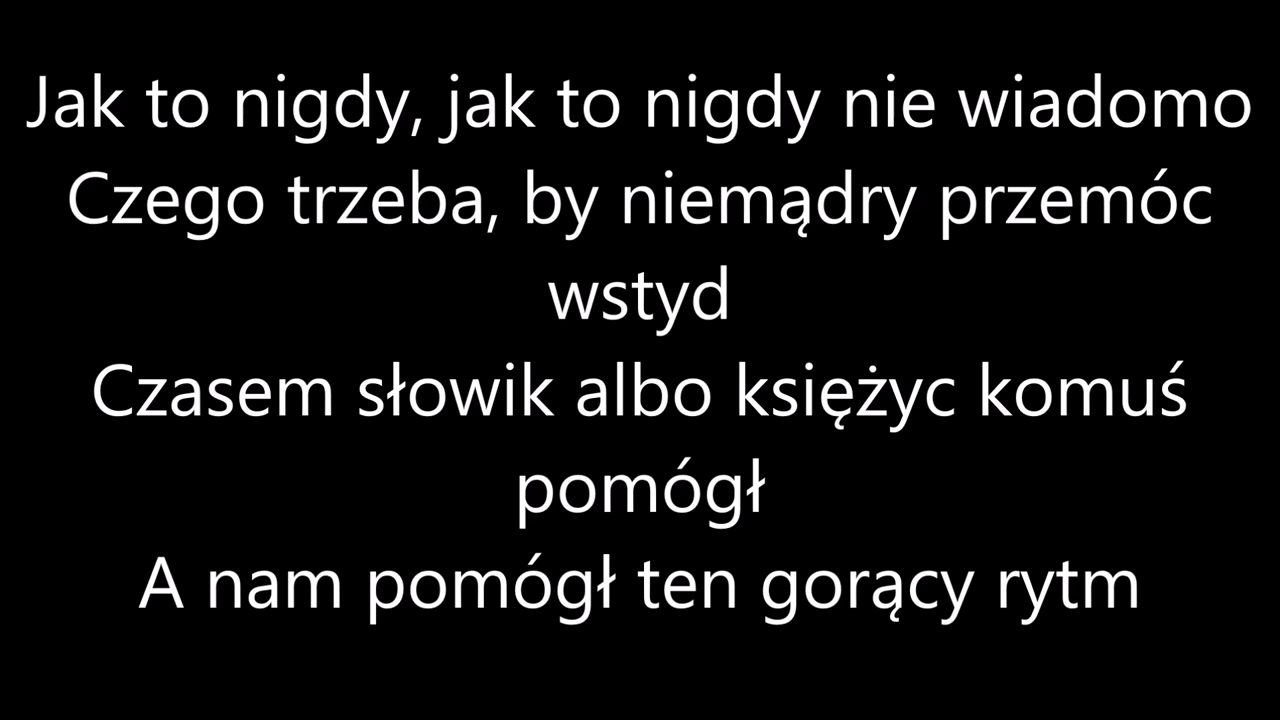 Jak to nigdy, jak to nigdy nie wiadomo
Czego trzeba, by niemądry przemóc
wstyd
Czasem słowik albo księżyc komuś
pomógł
A nam pomógł ten gorący rytm